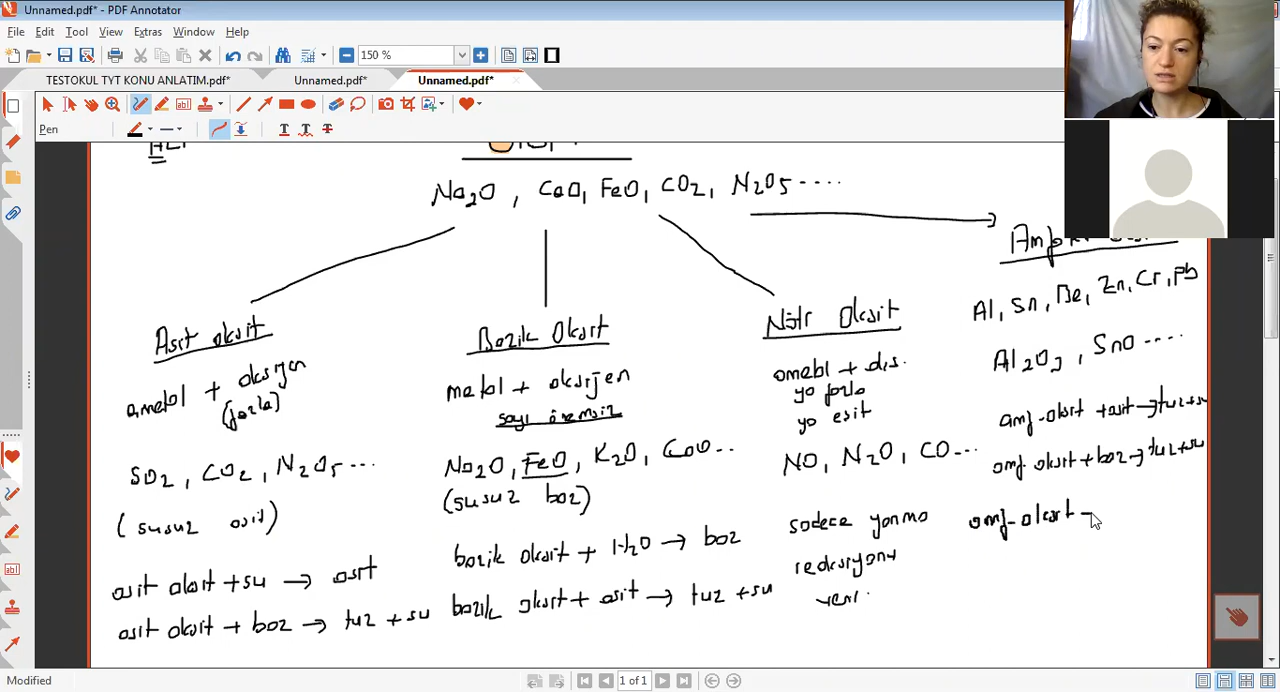 Unnamed.pdf* - PDF Annotator
File Edit Tool View Extras Window Help
150 %
TESTOKUL TYT KONU ANLATIM.pdf* Unnamed.pdf* Unnamed.pdf*
Pen
Na2O , CaO, FeO, CO2, N2O5 ....
Asit oksit
ametal + oksijen
(fazla)
SO2, CO2, N2O5 ...
(susuz asit)
asit oksit + su → asit
asit oksit + baz → tuz + su
Bazik Oksit
metal + oksijen
sayı önemsiz
Na2O, FeO, K2O, CaO ...
(susuz baz)
bazik oksit + H2O → baz
bazik oksit + asit → tuz + su
Nötr Oksit
ametal + oks.
ya fazla
ya eşit
NO, N2O, CO ...
sadece yanma
reaksiyonu
verir.
Al, Sn, Be, Zn, Cr, Pb
Al2O3 , SnO ....
amf-oksit + asit → tuz + su
amf oksit + baz → tuz + su
amf-oksit -
1 of 1
Modified